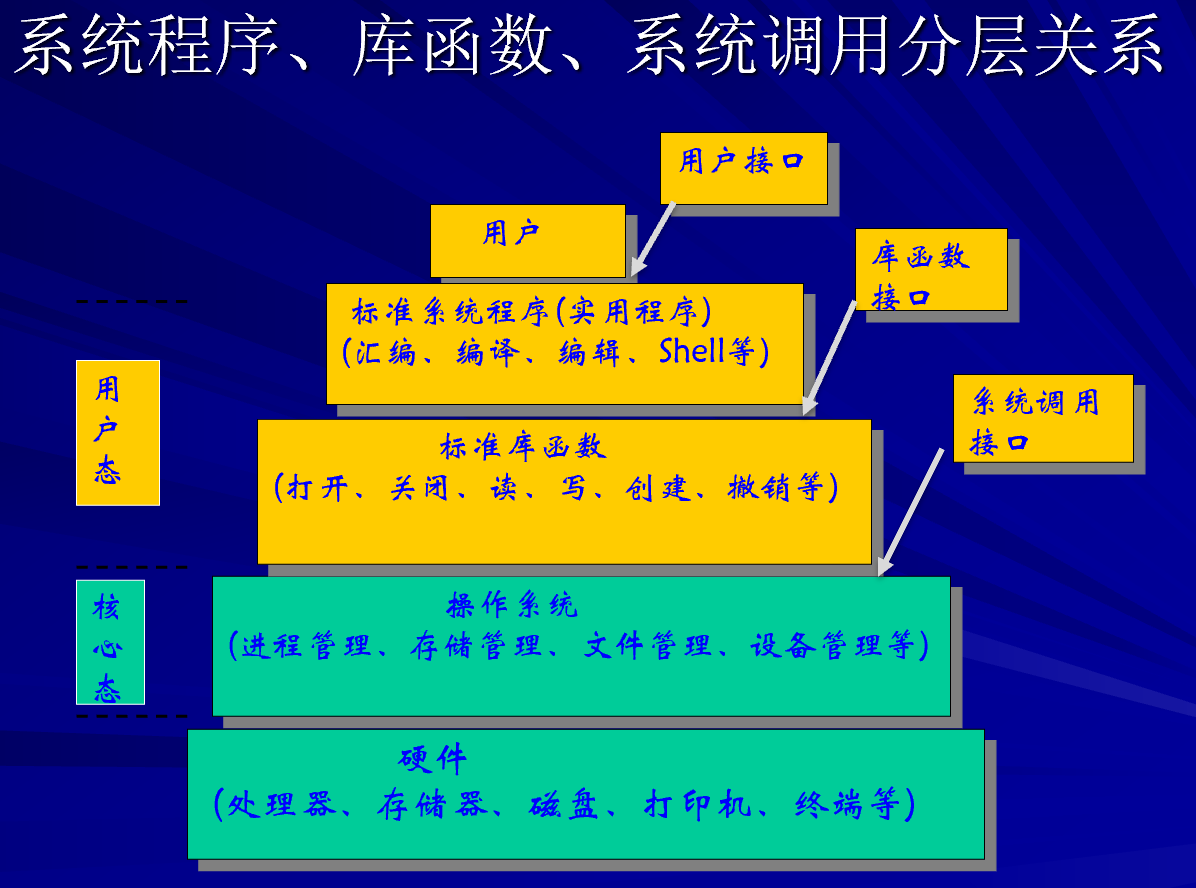 系统程序、库函数、系统调用分层关系
用户接口
用户
库函数
接口
标准系统程序(实用程序)
(汇编、编译、编辑、Shell等)
用
户
态
系统调用
接口
标准库函数
(打开、关闭、读、写、创建、撤销等)
核
心
态
操作系统
(进程管理、存储管理、文件管理、设备管理等)
硬件
(处理器、存储器、磁盘、打印机、终端等)